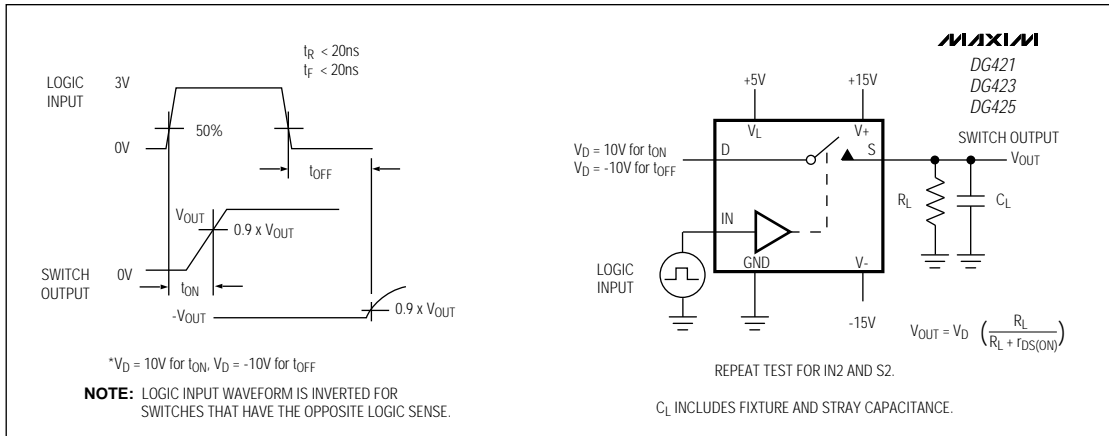 tR < 20ns
tF < 20ns
LOGIC
INPUT
3V
0V
50%
tOFF
VOUT
0.9 x VOUT
SWITCH
OUTPUT
0V
tON
-VOUT
0.9 x VOUT
*VD = 10V for tON, VD = -10V for tOFF
NOTE: LOGIC INPUT WAVEFORM IS INVERTED FOR
SWITCHES THAT HAVE THE OPPOSITE LOGIC SENSE.
MAXIM
DG421
DG423
DG425
+5V
+15V
VL
V+
SWITCH OUTPUT
VD = 10V for tON
VD = -10V for tOFF
D
S
VOUT
RL
CL
IN
LOGIC
INPUT
GND
V-
-15V
VOUT = VD (RL / RL + rDS(ON))
REPEAT TEST FOR IN2 AND S2.
CL INCLUDES FIXTURE AND STRAY CAPACITANCE.